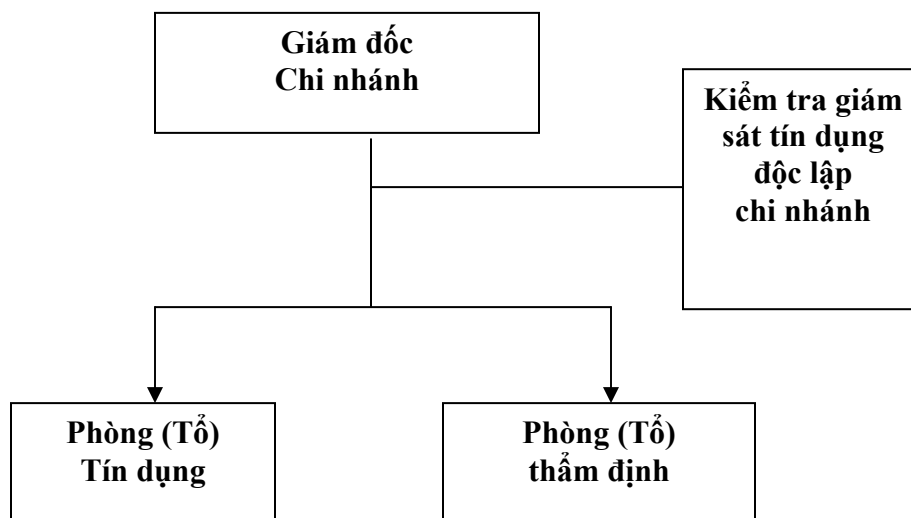 Giám đốc
Chi nhánh
Kiểm tra giám
sát tín dụng
độc lập
chi nhánh
Phòng (Tổ)
Tín dụng
Phòng (Tổ)
thẩm định